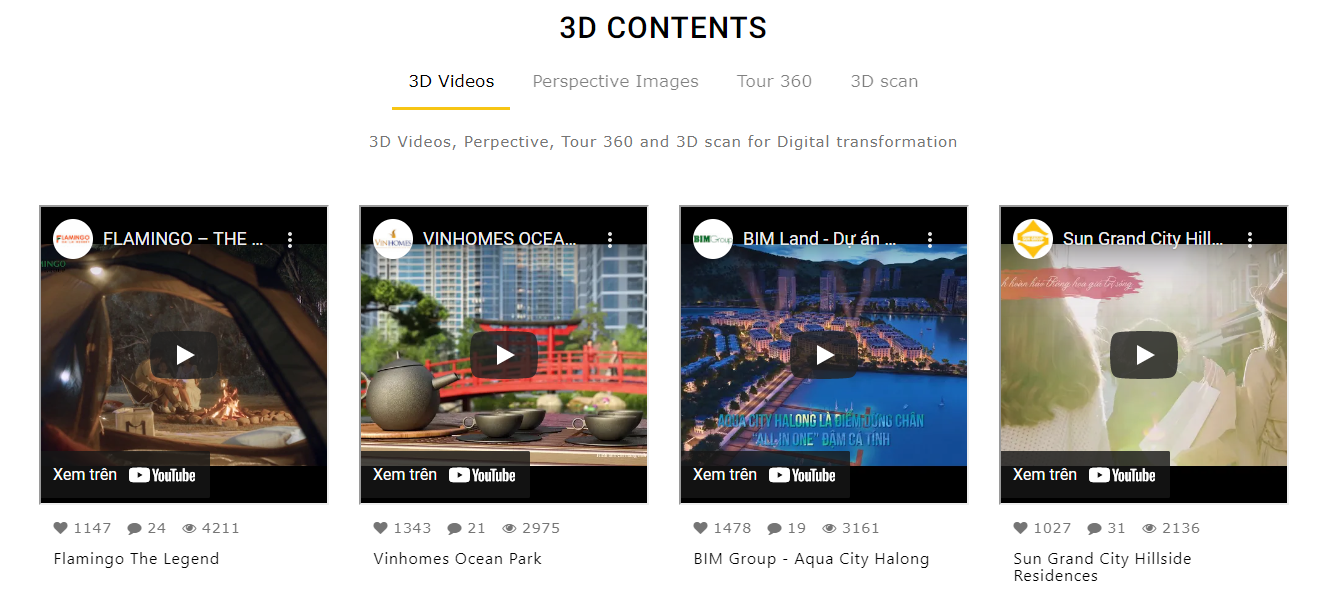 3D CONTENTS
3D Videos Perspective Images Tour 360 3D scan
3D Videos, Perpective, Tour 360 and 3D scan for Digital transformation
FLAMINGO
FLAMINGO – THE ...
MINGO
Xem trên YouTube
1147 24 4211
Flamingo The Legend
VINHOMES
VINHOMES OCEA...
Xem trên YouTube
1343 21 2975
Vinhomes Ocean Park
BIMGroup
BIM Land - Dự án ...
AQUA CITY HALONG LÀ ĐIỂM DỪNG CHÂN
"ALL IN ONE" ĐẬM CÁ TÍNH
Xem trên YouTube
1478 19 3161
BIM Group - Aqua City Halong
Sun Grand City Hill...
Xem trên YouTube
1027 31 2136
Sun Grand City Hillside
Residences